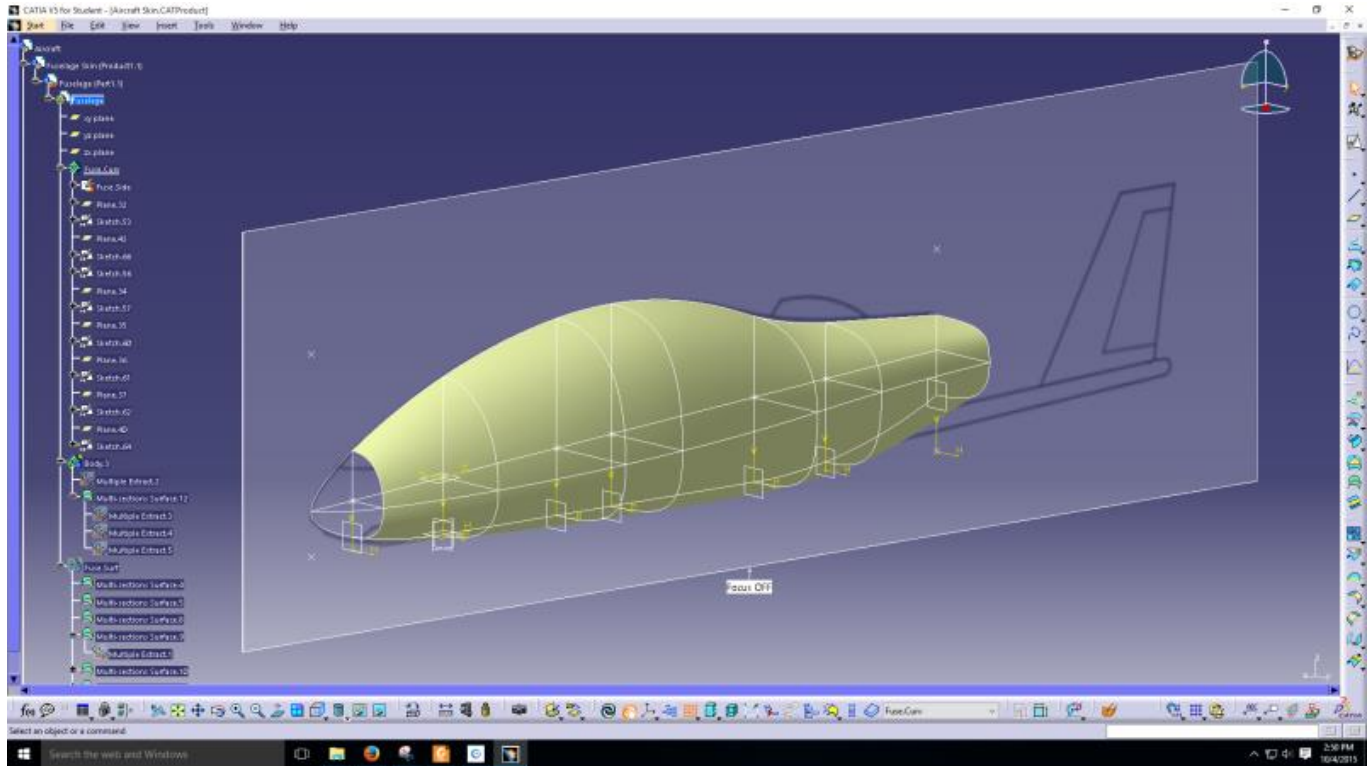 CATIA V5 for Student - [Aircraft Skin.CATProduct]
Start File Edit View Insert Tools Window Help
Aircraft
Fuselage Skin (Product1.1)
Fuselage (Part1.1)
Fuselage
xy plane
yz plane
zx plane
Fuse.Curv
Fuse.Side
Plane.32
Sketch.53
Plane.43
Sketch.66
Sketch.56
Plane.34
Sketch.57
Plane.35
Sketch.60
Plane.36
Sketch.61
Plane.37
Sketch.62
Plane.40
Sketch.64
Body.3
Multiple Extract.2
Multi-sections Surface.12
Multiple Extract.3
Multiple Extract.4
Multiple Extract.5
Fuse Surf
Multi-sections Surface.4
Multi-sections Surface.5
Multi-sections Surface.8
Multi-sections Surface.9
Multiple Extract.1
Multi-sections Surface.10
Focus OFF
Fuse.Curv
Select an object or a command
Search the web and Windows
2:50 PM
10/4/2015